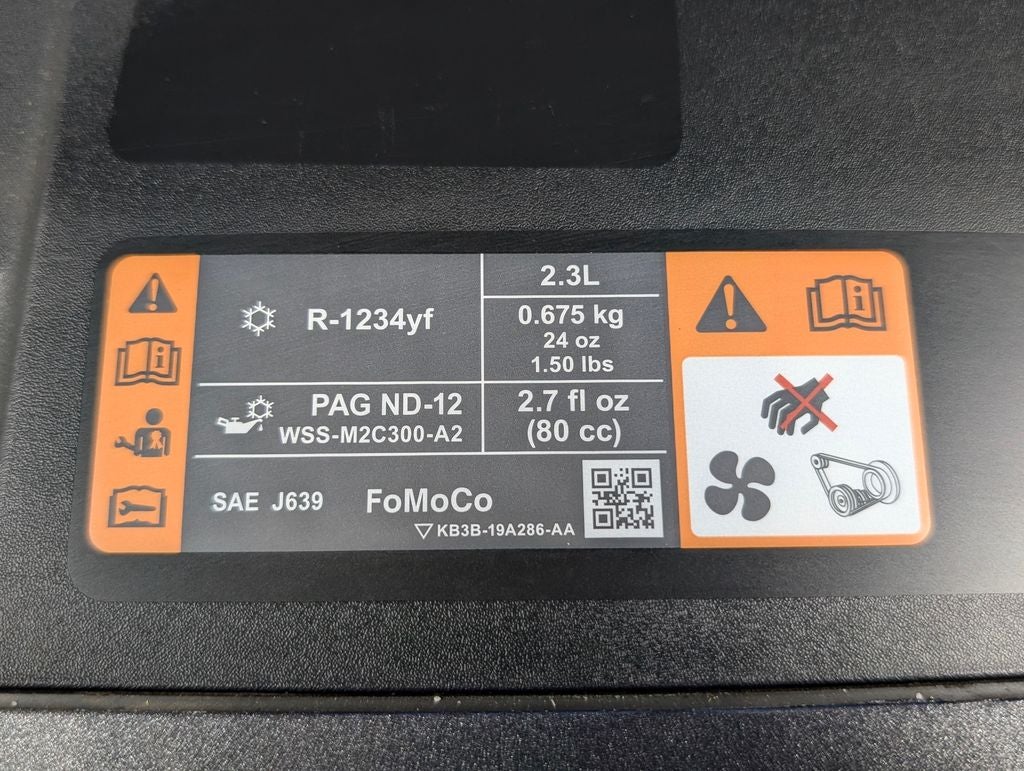 R-1234yf
2.3L
0.675 kg
24 oz
1.50 lbs
PAG ND-12
WSS-M2C300-A2
2.7 fl oz
(80 cc)
SAE J639
FoMoCo
▽ KB3B-19A286-AA